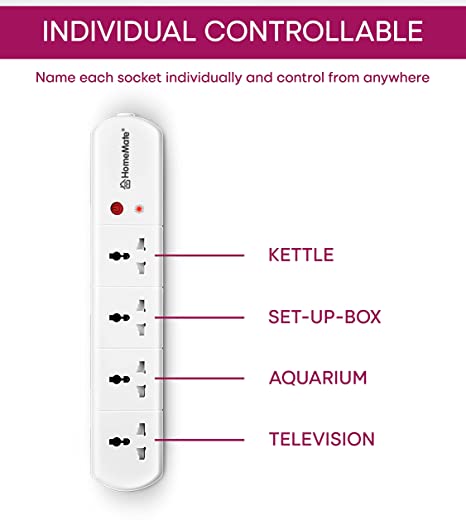 INDIVIDUAL CONTROLLABLE
Name each socket individually and control from anywhere
HomeMate®
KETTLE
SET-UP-BOX
AQUARIUM
TELEVISION